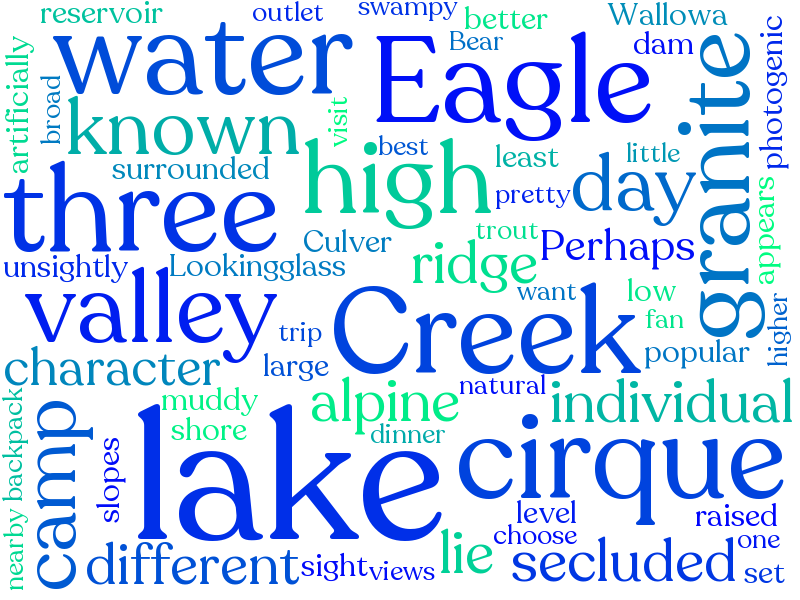 reservoir
outlet
swampy
better
Wallowa
water
Eagle
Bear
dam
photogenic
artificially
broad
known
visit
best
least
little
granite
surrounded
high
pretty
day
three
trout
appears
Culver
Perhaps
unsightly
Lookingglass
ridge
want
low
valley
Creek
fan
higher
trip
popular
character
large
natural
muddy
alpine
individual
nearby
backpack
camp
shore
dinner
slopes
lake
cirque
level
raised
choose
one
different
sight
views
lie
secluded
set